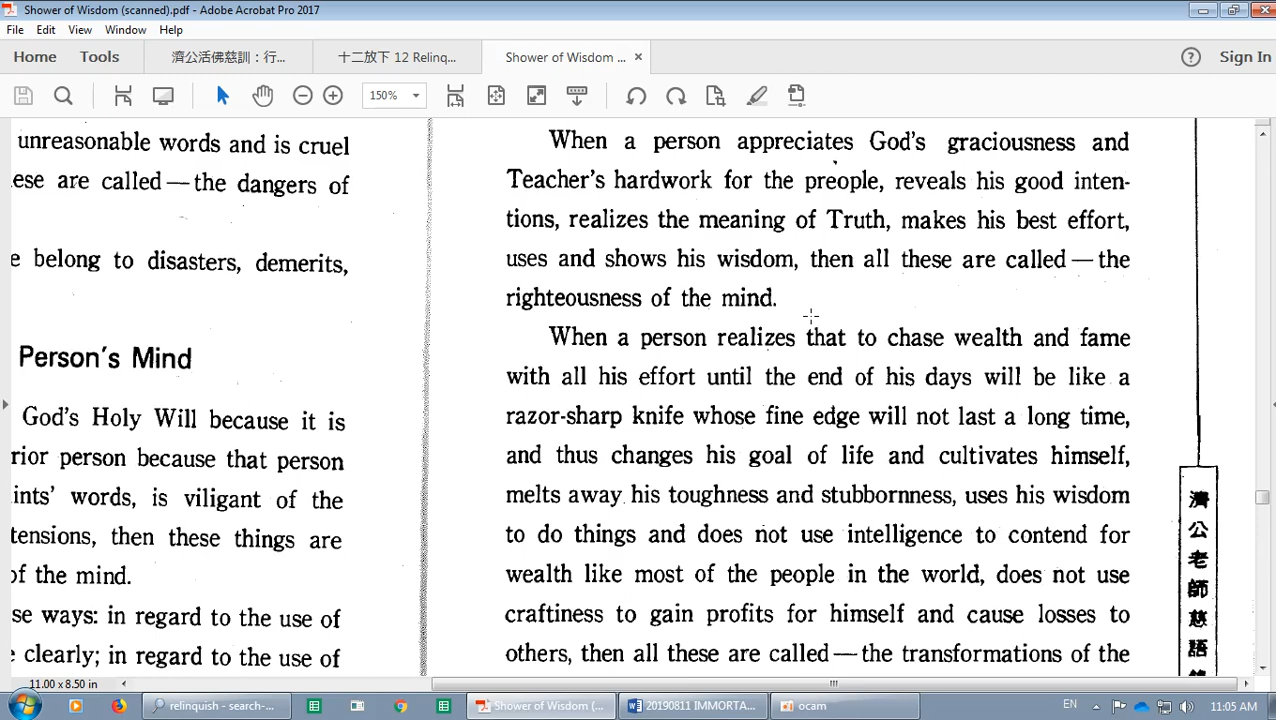 Shower of Wisdom (scanned).pdf - Adobe Acrobat Pro 2017
File Edit View Window Help
Home Tools 濟公活佛慈訓：行... 十二放下 12 Relinq... Shower of Wisdom ... × ? Sign In
150%
unreasonable words and is cruel
ese are called—the dangers of
e belong to disasters, demerits,
Person's Mind
God's Holy Will because it is
rior person because that person
ints' words, is viligant of the
tensions, then these things are
of the mind.
se ways: in regard to the use of
e clearly; in regard to the use of
When a person appreciates God's graciousness and
Teacher's hardwork for the preople, reveals his good inten-
tions, realizes the meaning of Truth, makes his best effort,
uses and shows his wisdom, then all these are called—the
righteousness of the mind.
When a person realizes that to chase wealth and fame
with all his effort until the end of his days will be like a
razor-sharp knife whose fine edge will not last a long time,
and thus changes his goal of life and cultivates himself,
melts away his toughness and stubbornness, uses his wisdom
to do things and does not use intelligence to contend for
wealth like most of the people in the world, does not use
craftiness to gain profits for himself and cause losses to
others, then all these are called—the transformations of the
濟公老師慈語
11.00 x 8.50 in
relinquish - search-... Shower of Wisdom (... 20190811 IMMORTA... ocam EN 11:05 AM